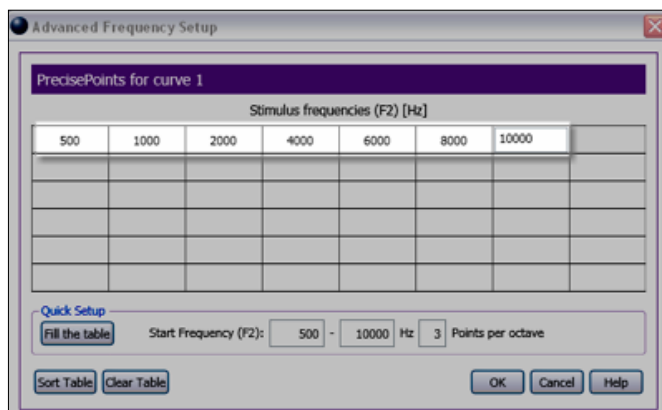 Advanced Frequency Setup
PrecisePoints for curve 1
Stimulus frequencies (F2) [Hz]
500 1000 2000 4000 6000 8000 10000
Quick Setup
Fill the table Start Frequency (F2): 500 - 10000 Hz 3 Points per octave
Sort Table Clear Table OK Cancel Help